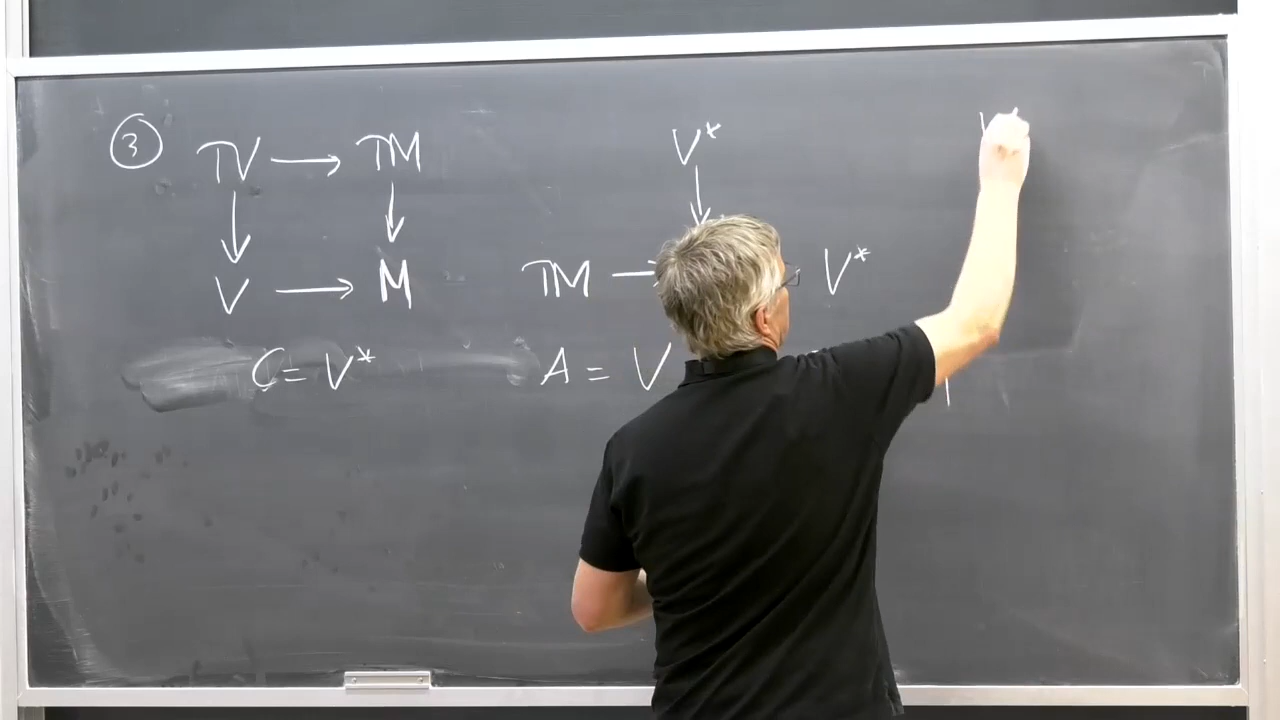 ③ TV → TM V*
↓ ↓ ↓
V → M TM → V*
C = V* A = V